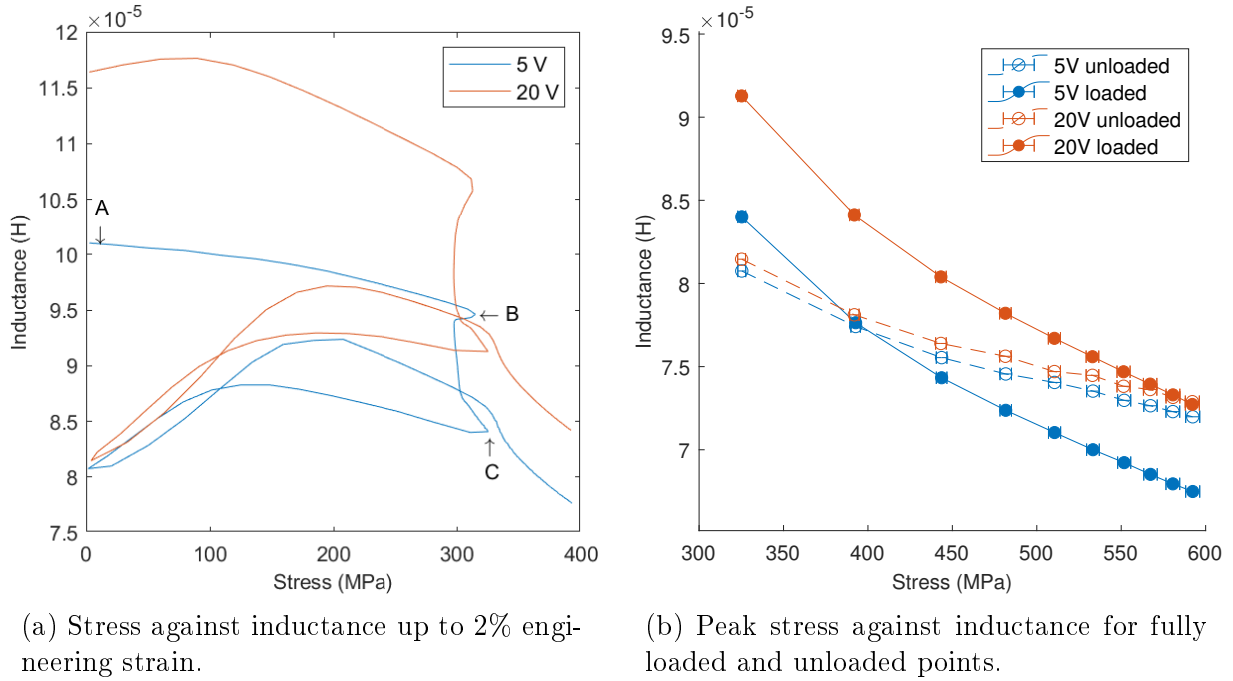 ×10⁻⁵
12
11.5
11
10.5
10
9.5
9
8.5
8
7.5
0
100
200
300
400
Inductance (H)
Stress (MPa)
5 V
20 V
A
↓
← B
↑
C
(a) Stress against inductance up to 2% engi-
neering strain.
×10⁻⁵
9.5
9
8.5
8
7.5
7
300
350
400
450
500
550
600
Inductance (H)
Stress (MPa)
5V unloaded
5V loaded
20V unloaded
20V loaded
(b) Peak stress against inductance for fully
loaded and unloaded points.